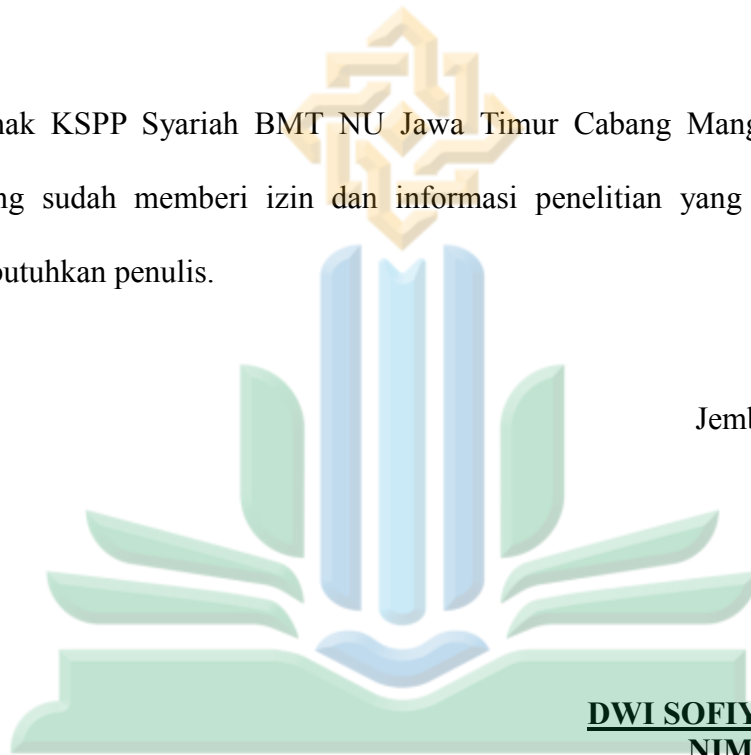 nak KSPP Syariah BMT NU Jawa Timur Cabang Mang
ng sudah memberi izin dan informasi penelitian yang
butuhkan penulis.
Jemb
DWI SOFIY
NIM